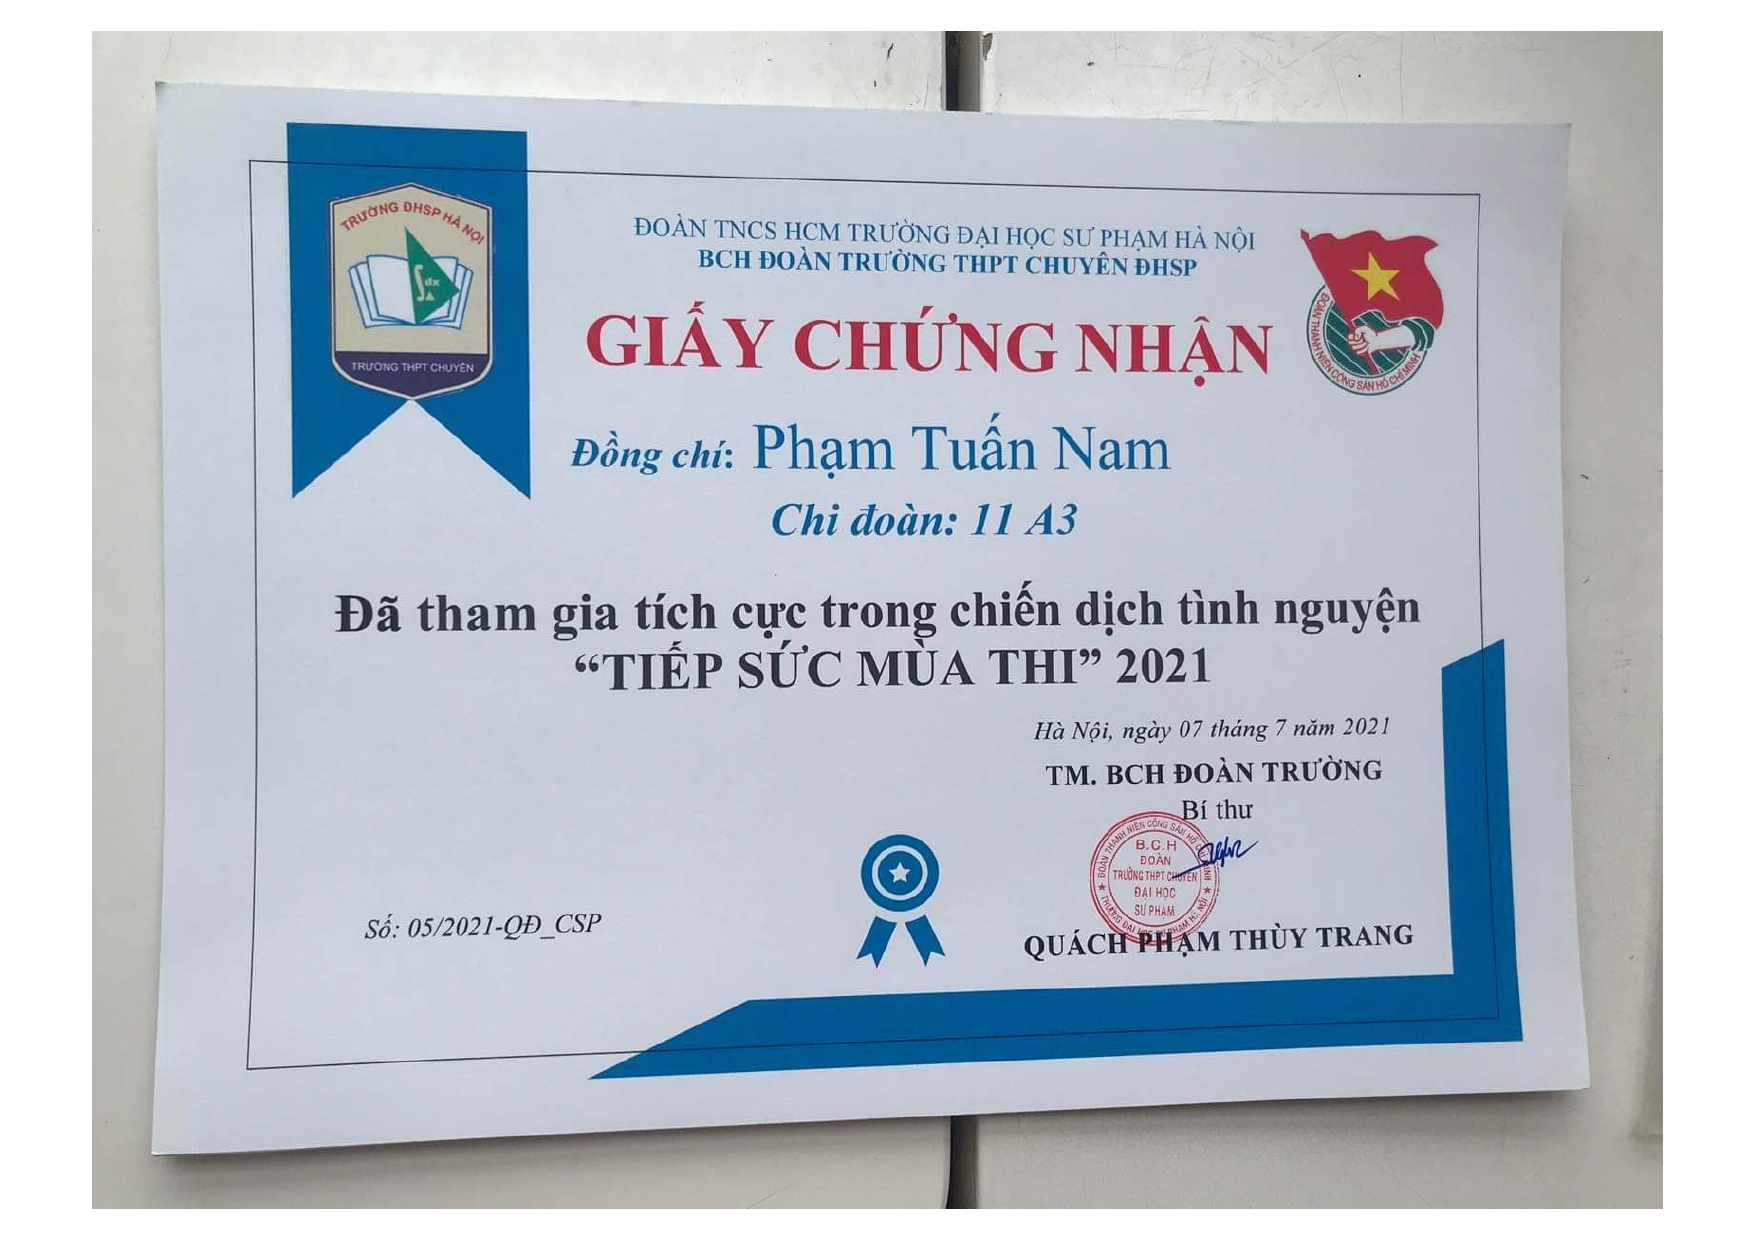 TRƯỜNG ĐHSP HÀ NỘI
∫dx
TRƯỜNG THPT CHUYÊN
ĐOÀN TNCS HCM TRƯỜNG ĐẠI HỌC SƯ PHẠM HÀ NỘI
BCH ĐOÀN TRƯỜNG THPT CHUYÊN ĐHSP
GIẤY CHỨNG NHẬN
ĐOÀN THANH NIÊN CỘNG SẢN HỒ CHÍ MINH
Đồng chí: Phạm Tuấn Nam
Chi đoàn: 11 A3
Đã tham gia tích cực trong chiến dịch tình nguyện
“TIẾP SỨC MÙA THI” 2021
Hà Nội, ngày 07 tháng 7 năm 2021
TM. BCH ĐOÀN TRƯỜNG
Bí thư
ĐOÀN THANH NIÊN CỘNG SẢN HỒ CHÍ MINH
B.C.H
ĐOÀN
TRƯỜNG THPT CHUYÊN
ĐẠI HỌC
SƯ PHẠM
TRƯỜNG ĐẠI HỌC SƯ PHẠM HÀ NỘI
QUÁCH PHẠM THÙY TRANG
Số: 05/2021-QĐ_CSP